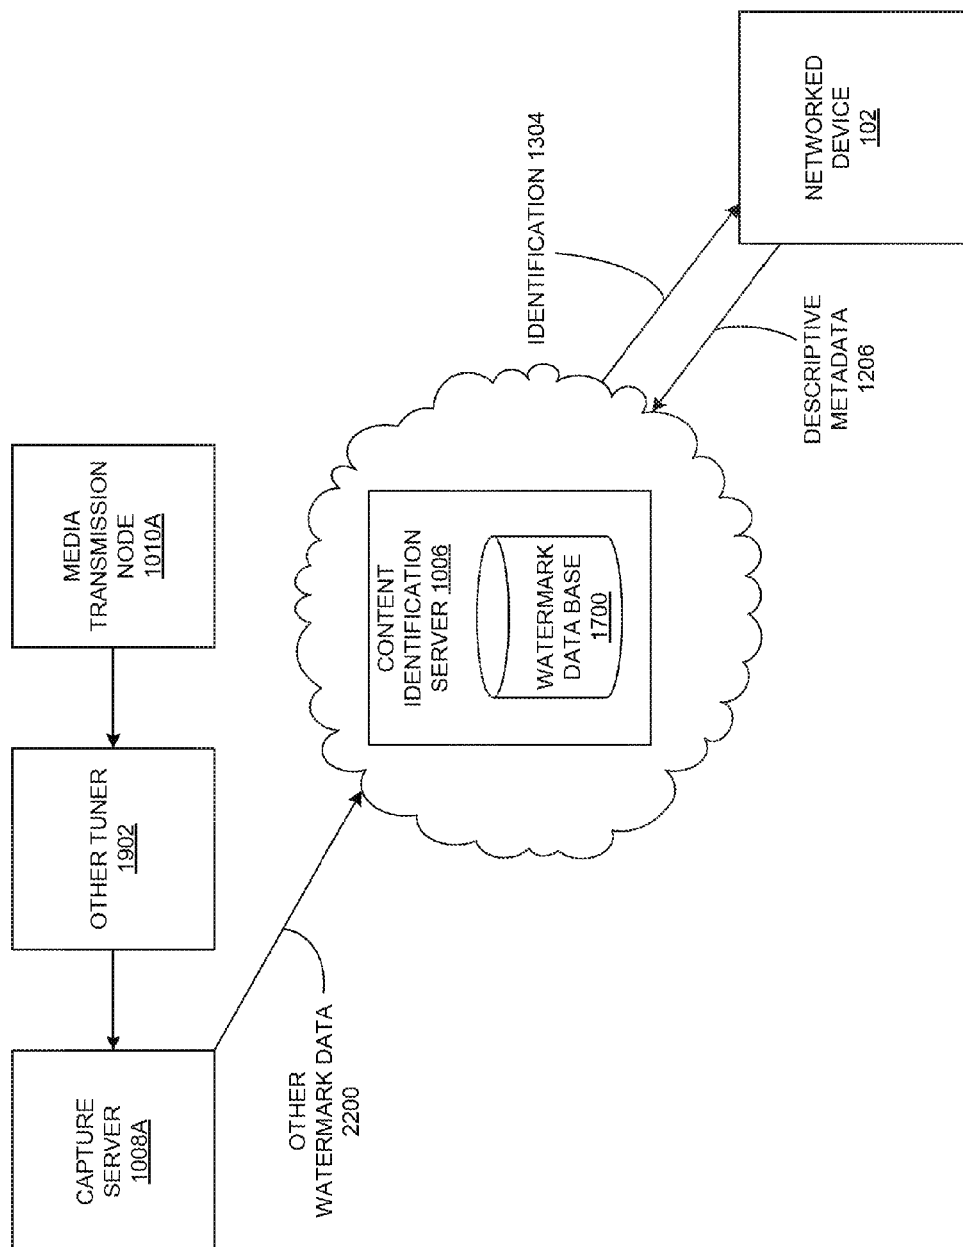 CAPTURE
SERVER
1008A
OTHER TUNER
1902
MEDIA
TRANSMISSION
NODE
1010A
OTHER
WATERMARK DATA
2200
CONTENT
IDENTIFICATION
SERVER 1006
WATERMARK
DATA BASE
1700
IDENTIFICATION 1304
DESCRIPTIVE
METADATA
1206
NETWORKED
DEVICE
102